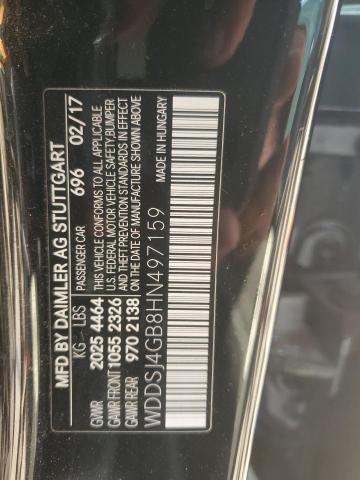 MFD BY DAIMLER AG STUTTGART
KG LBS PASSENGER CAR 696 02/17
GVWR 2025 4464 THIS VEHICLE CONFORMS TO ALL APPLICABLE
GAWR FRONT 1055 2326 U.S. FEDERAL MOTOR VEHICLE SAFETY, BUMPER
AND THEFT PREVENTION STANDARDS IN EFFECT
GAWR REAR 970 2138 ON THE DATE OF MANUFACTURE SHOWN ABOVE
WDDSJ4GB8HN497159
MADE IN HUNGARY